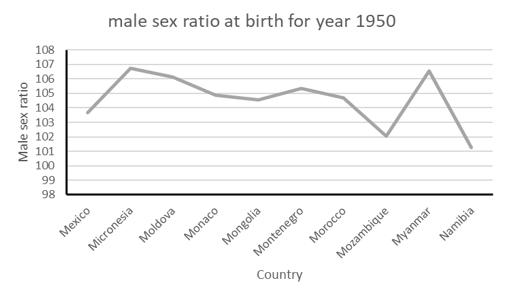 male sex ratio at birth for year 1950
108
107
106
105
104
103
102
101
100
99
98
Male sex ratio
Mexico
Micronesia
Moldova
Monaco
Mongolia
Montenegro
Morocco
Mozambique
Myanmar
Namibia
Country